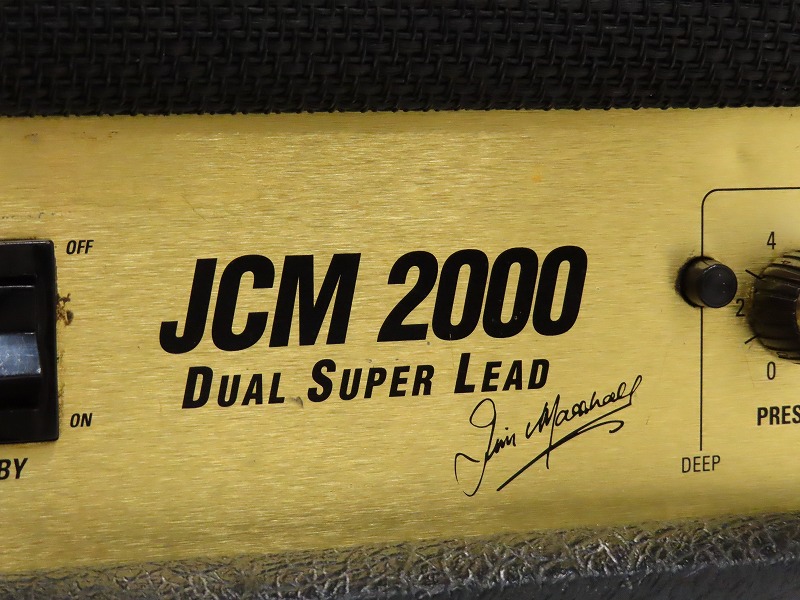 OFF
ON
BY
JCM 2000
DUAL SUPER LEAD
Jim Marshall
DEEP
4
2
0
PRES